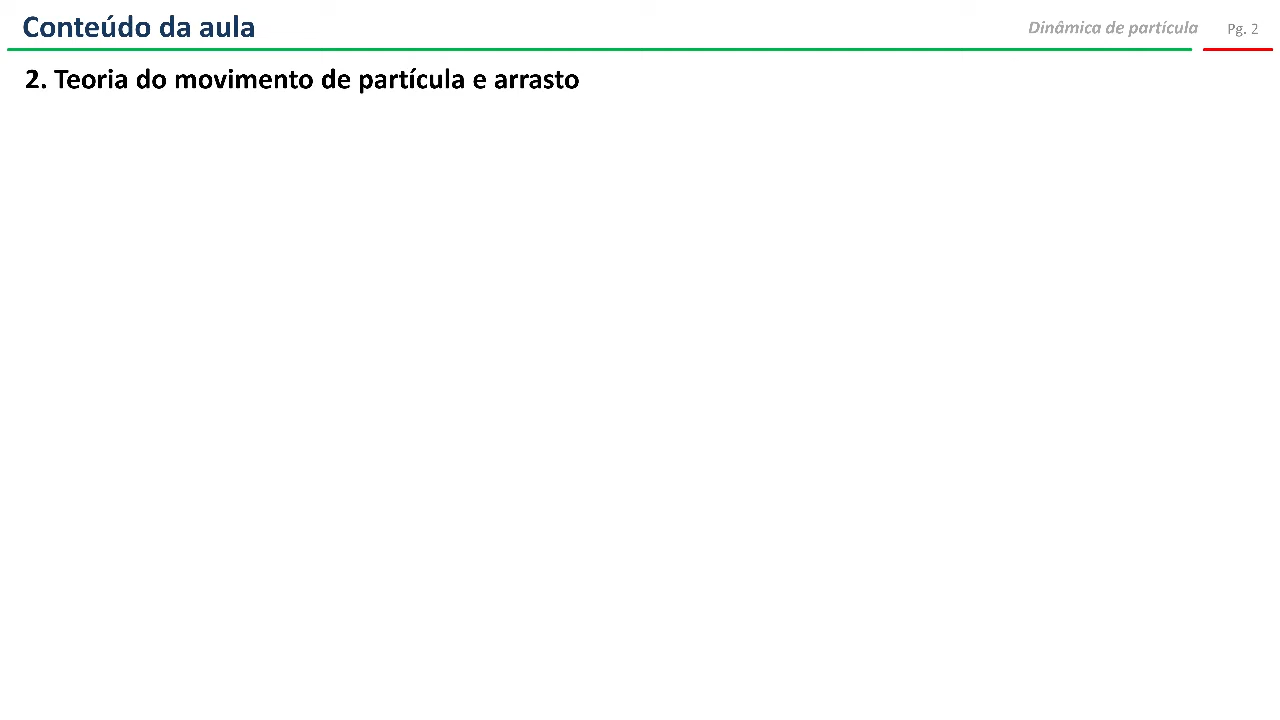 Conteúdo da aula
Dinâmica de partícula
Pg. 2
2. Teoria do movimento de partícula e arrasto